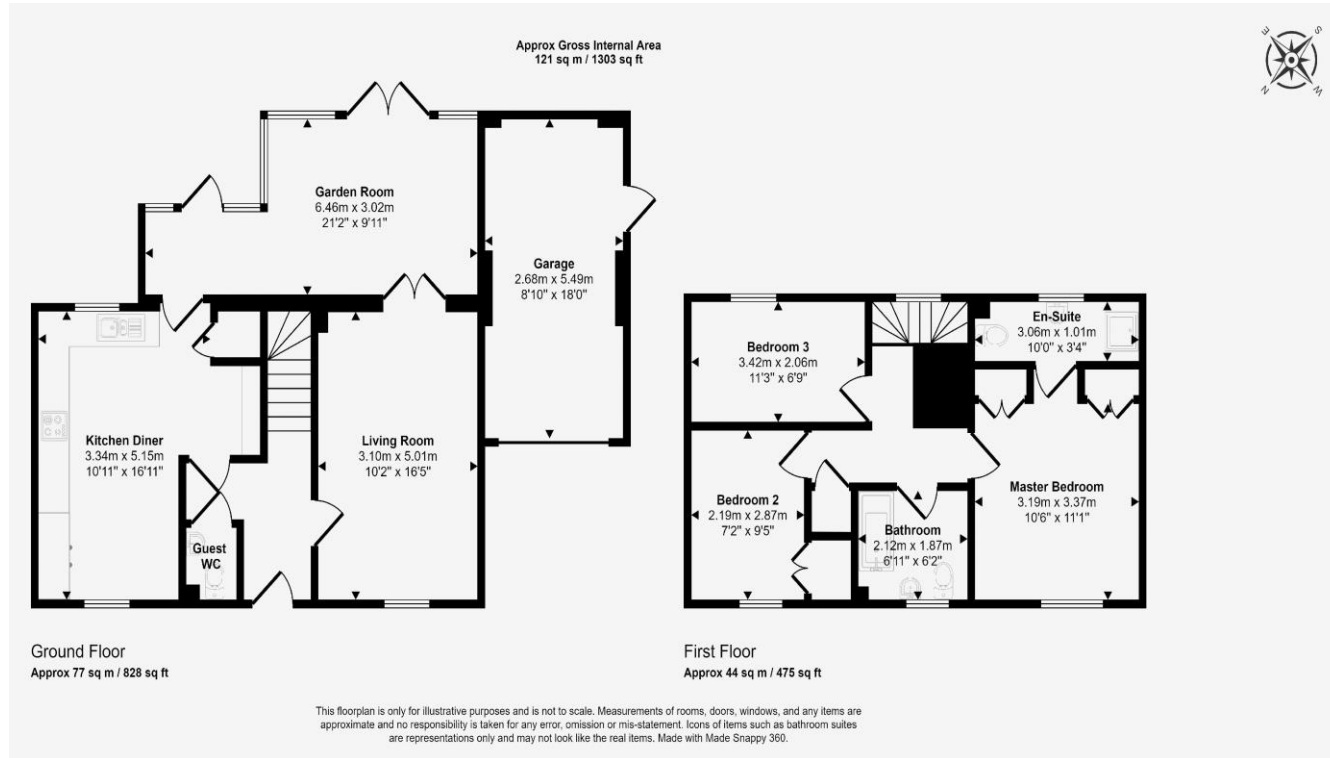 Approx Gross Internal Area
121 sq m / 1303 sq ft
E
S
N
W
Garden Room
6.46m x 3.02m
21'2" x 9'11"
Garage
2.68m x 5.49m
8'10" x 18'0"
Kitchen Diner
3.34m x 5.15m
10'11" x 16'11"
Living Room
3.10m x 5.01m
10'2" x 16'5"
Guest
WC
Bedroom 3
3.42m x 2.06m
11'3" x 6'9"
En-Suite
3.06m x 1.01m
10'0" x 3'4"
Bedroom 2
2.19m x 2.87m
7'2" x 9'5"
Bathroom
2.12m x 1.87m
6'11" x 6'2"
Master Bedroom
3.19m x 3.37m
10'6" x 11'1"
Ground Floor
Approx 77 sq m / 828 sq ft
First Floor
Approx 44 sq m / 475 sq ft
This floorplan is only for illustrative purposes and is not to scale. Measurements of rooms, doors, windows, and any items are
approximate and no responsibility is taken for any error, omission or mis-statement. Icons of items such as bathroom suites
are representations only and may not look like the real items. Made with Made Snappy 360.